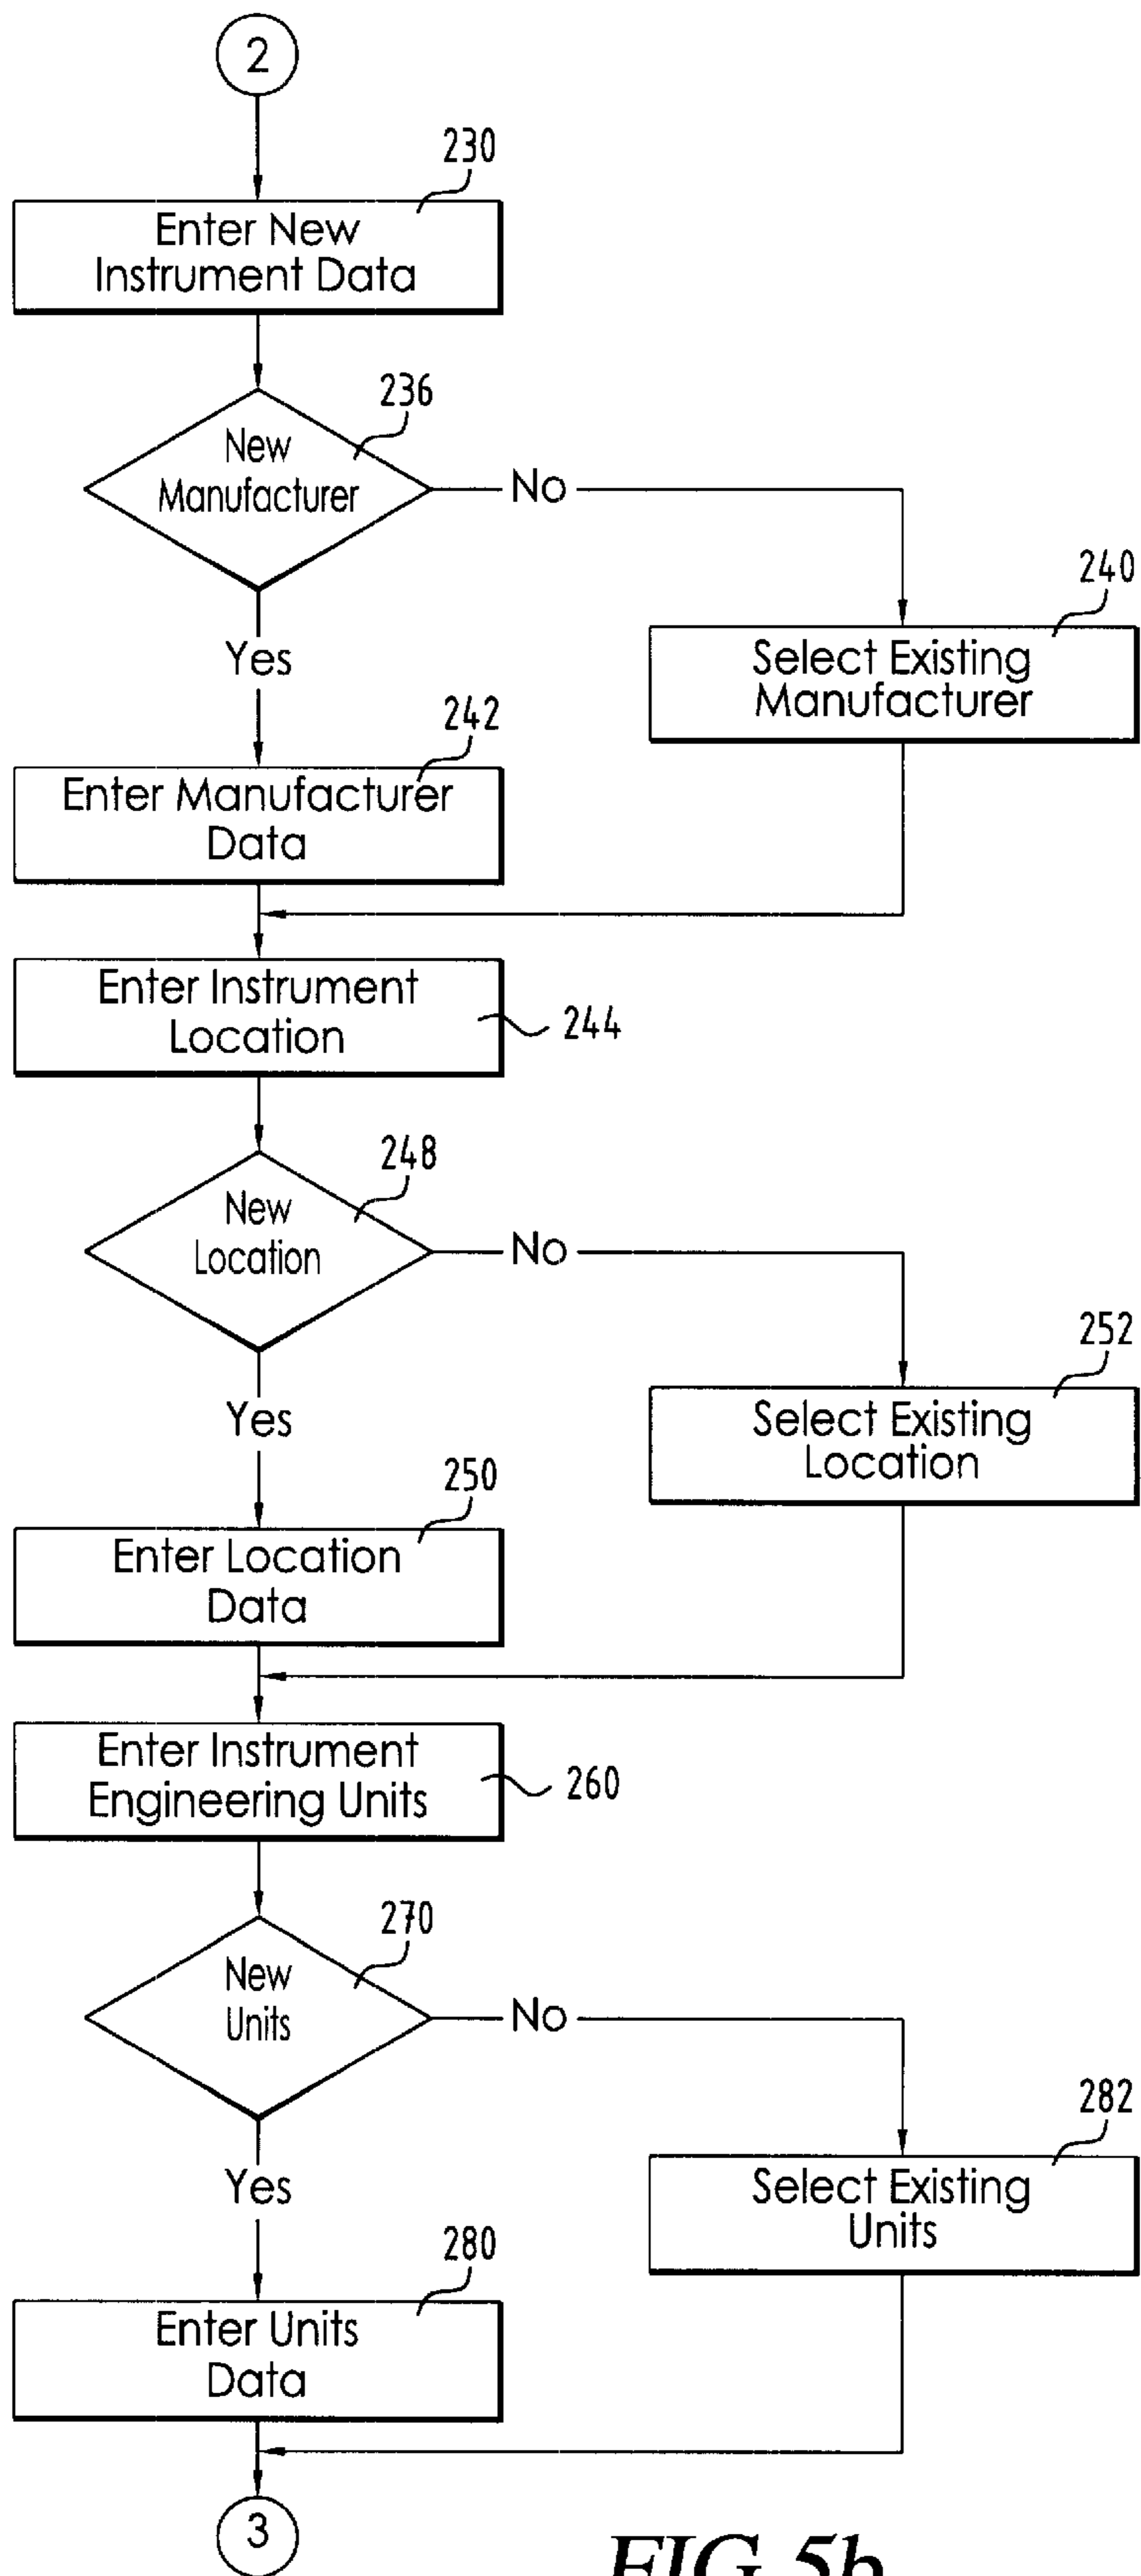 2
230
Enter New
Instrument Data
236
New
Manufacturer
No
240
Select Existing
Manufacturer
Yes
242
Enter Manufacturer
Data
Enter Instrument
Location
244
248
New
Location
No
252
Select Existing
Location
Yes
250
Enter Location
Data
Enter Instrument
Engineering Units
260
270
New
Units
No
282
Select Existing
Units
Yes
280
Enter Units
Data
3
FIG 5b